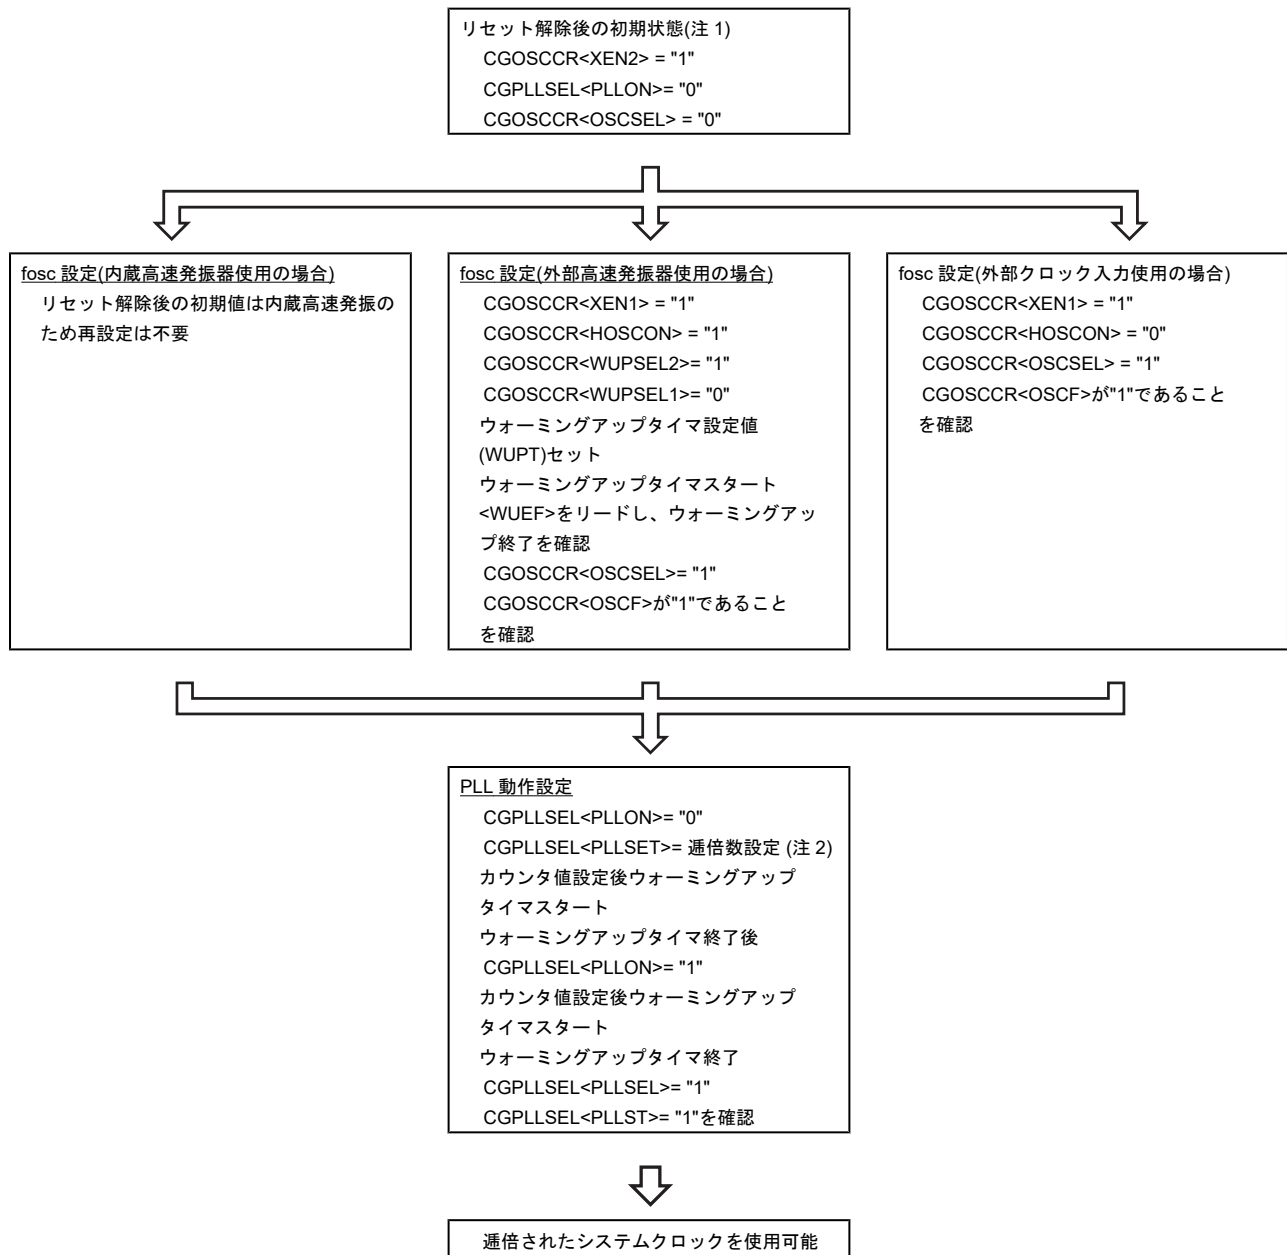 リセット解除後の初期状態(注 1)
CGOSCCR<XEN2> = "1"
CGPLLSEL<PLLON>= "0"
CGOSCCR<OSCSEL> = "0"
fosc 設定(内蔵高速発振器使用の場合)
リセット解除後の初期値は内蔵高速発振の
ため再設定は不要
fosc 設定(外部高速発振器使用の場合)
CGOSCCR<XEN1> = "1"
CGOSCCR<HOSCON> = "1"
CGOSCCR<WUPSEL2>= "1"
CGOSCCR<WUPSEL1>= "0"
ウォーミングアップタイマ設定値
(WUPT)セット
ウォーミングアップタイマスタート
<WUEF>をリードし、ウォーミングアッ
プ終了を確認
CGOSCCR<OSCSEL>= "1"
CGOSCCR<OSCF>が"1"であること
を確認
fosc 設定(外部クロック入力使用の場合)
CGOSCCR<XEN1> = "1"
CGOSCCR<HOSCON> = "0"
CGOSCCR<OSCSEL> = "1"
CGOSCCR<OSCF>が"1"であること
を確認
PLL 動作設定
CGPLLSEL<PLLON>= "0"
CGPLLSEL<PLLSET>= 逓倍数設定 (注 2)
カウンタ値設定後ウォーミングアップ
タイマスタート
ウォーミングアップタイマ終了後
CGPLLSEL<PLLON>= "1"
カウンタ値設定後ウォーミングアップ
タイマスタート
ウォーミングアップタイマ終了
CGPLLSEL<PLLSEL>= "1"
CGPLLSEL<PLLST>= "1"を確認
逓倍されたシステムクロックを使用可能